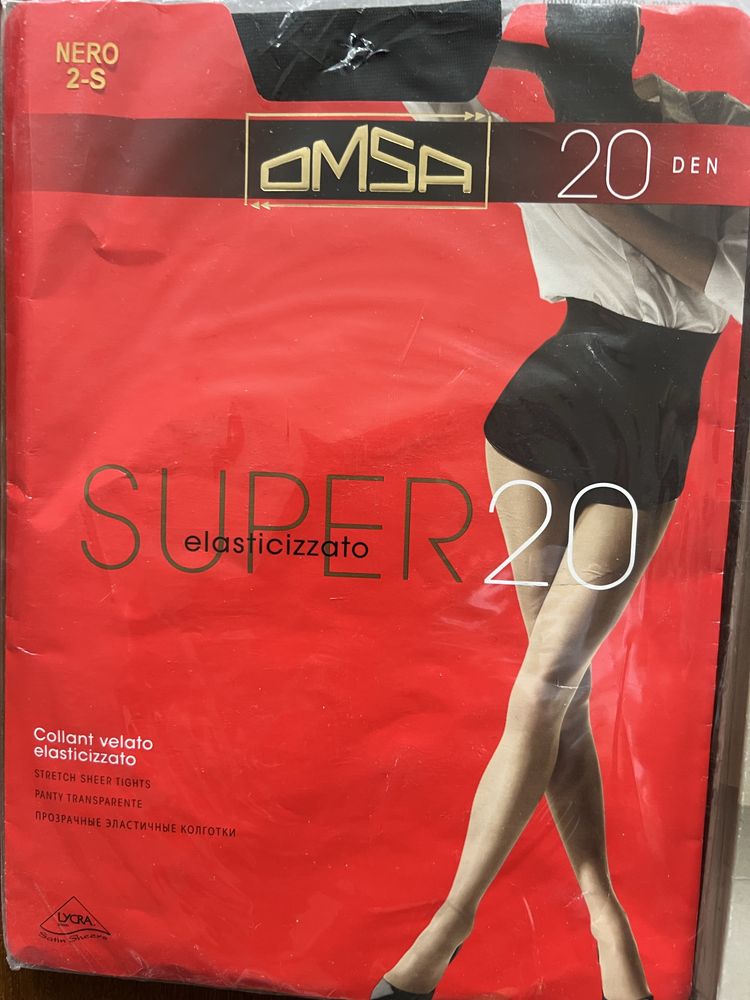 NERO
2-S
OMSA
20 DEN
SUPER 20
elasticizzato
Collant velato
elasticizzato
STRETCH SHEER TIGHTS
PANTY TRANSPARENTE
ПРОЗРАЧНЫЕ ЭЛАСТИЧНЫЕ КОЛГОТКИ
LYCRA
Satin Sheers